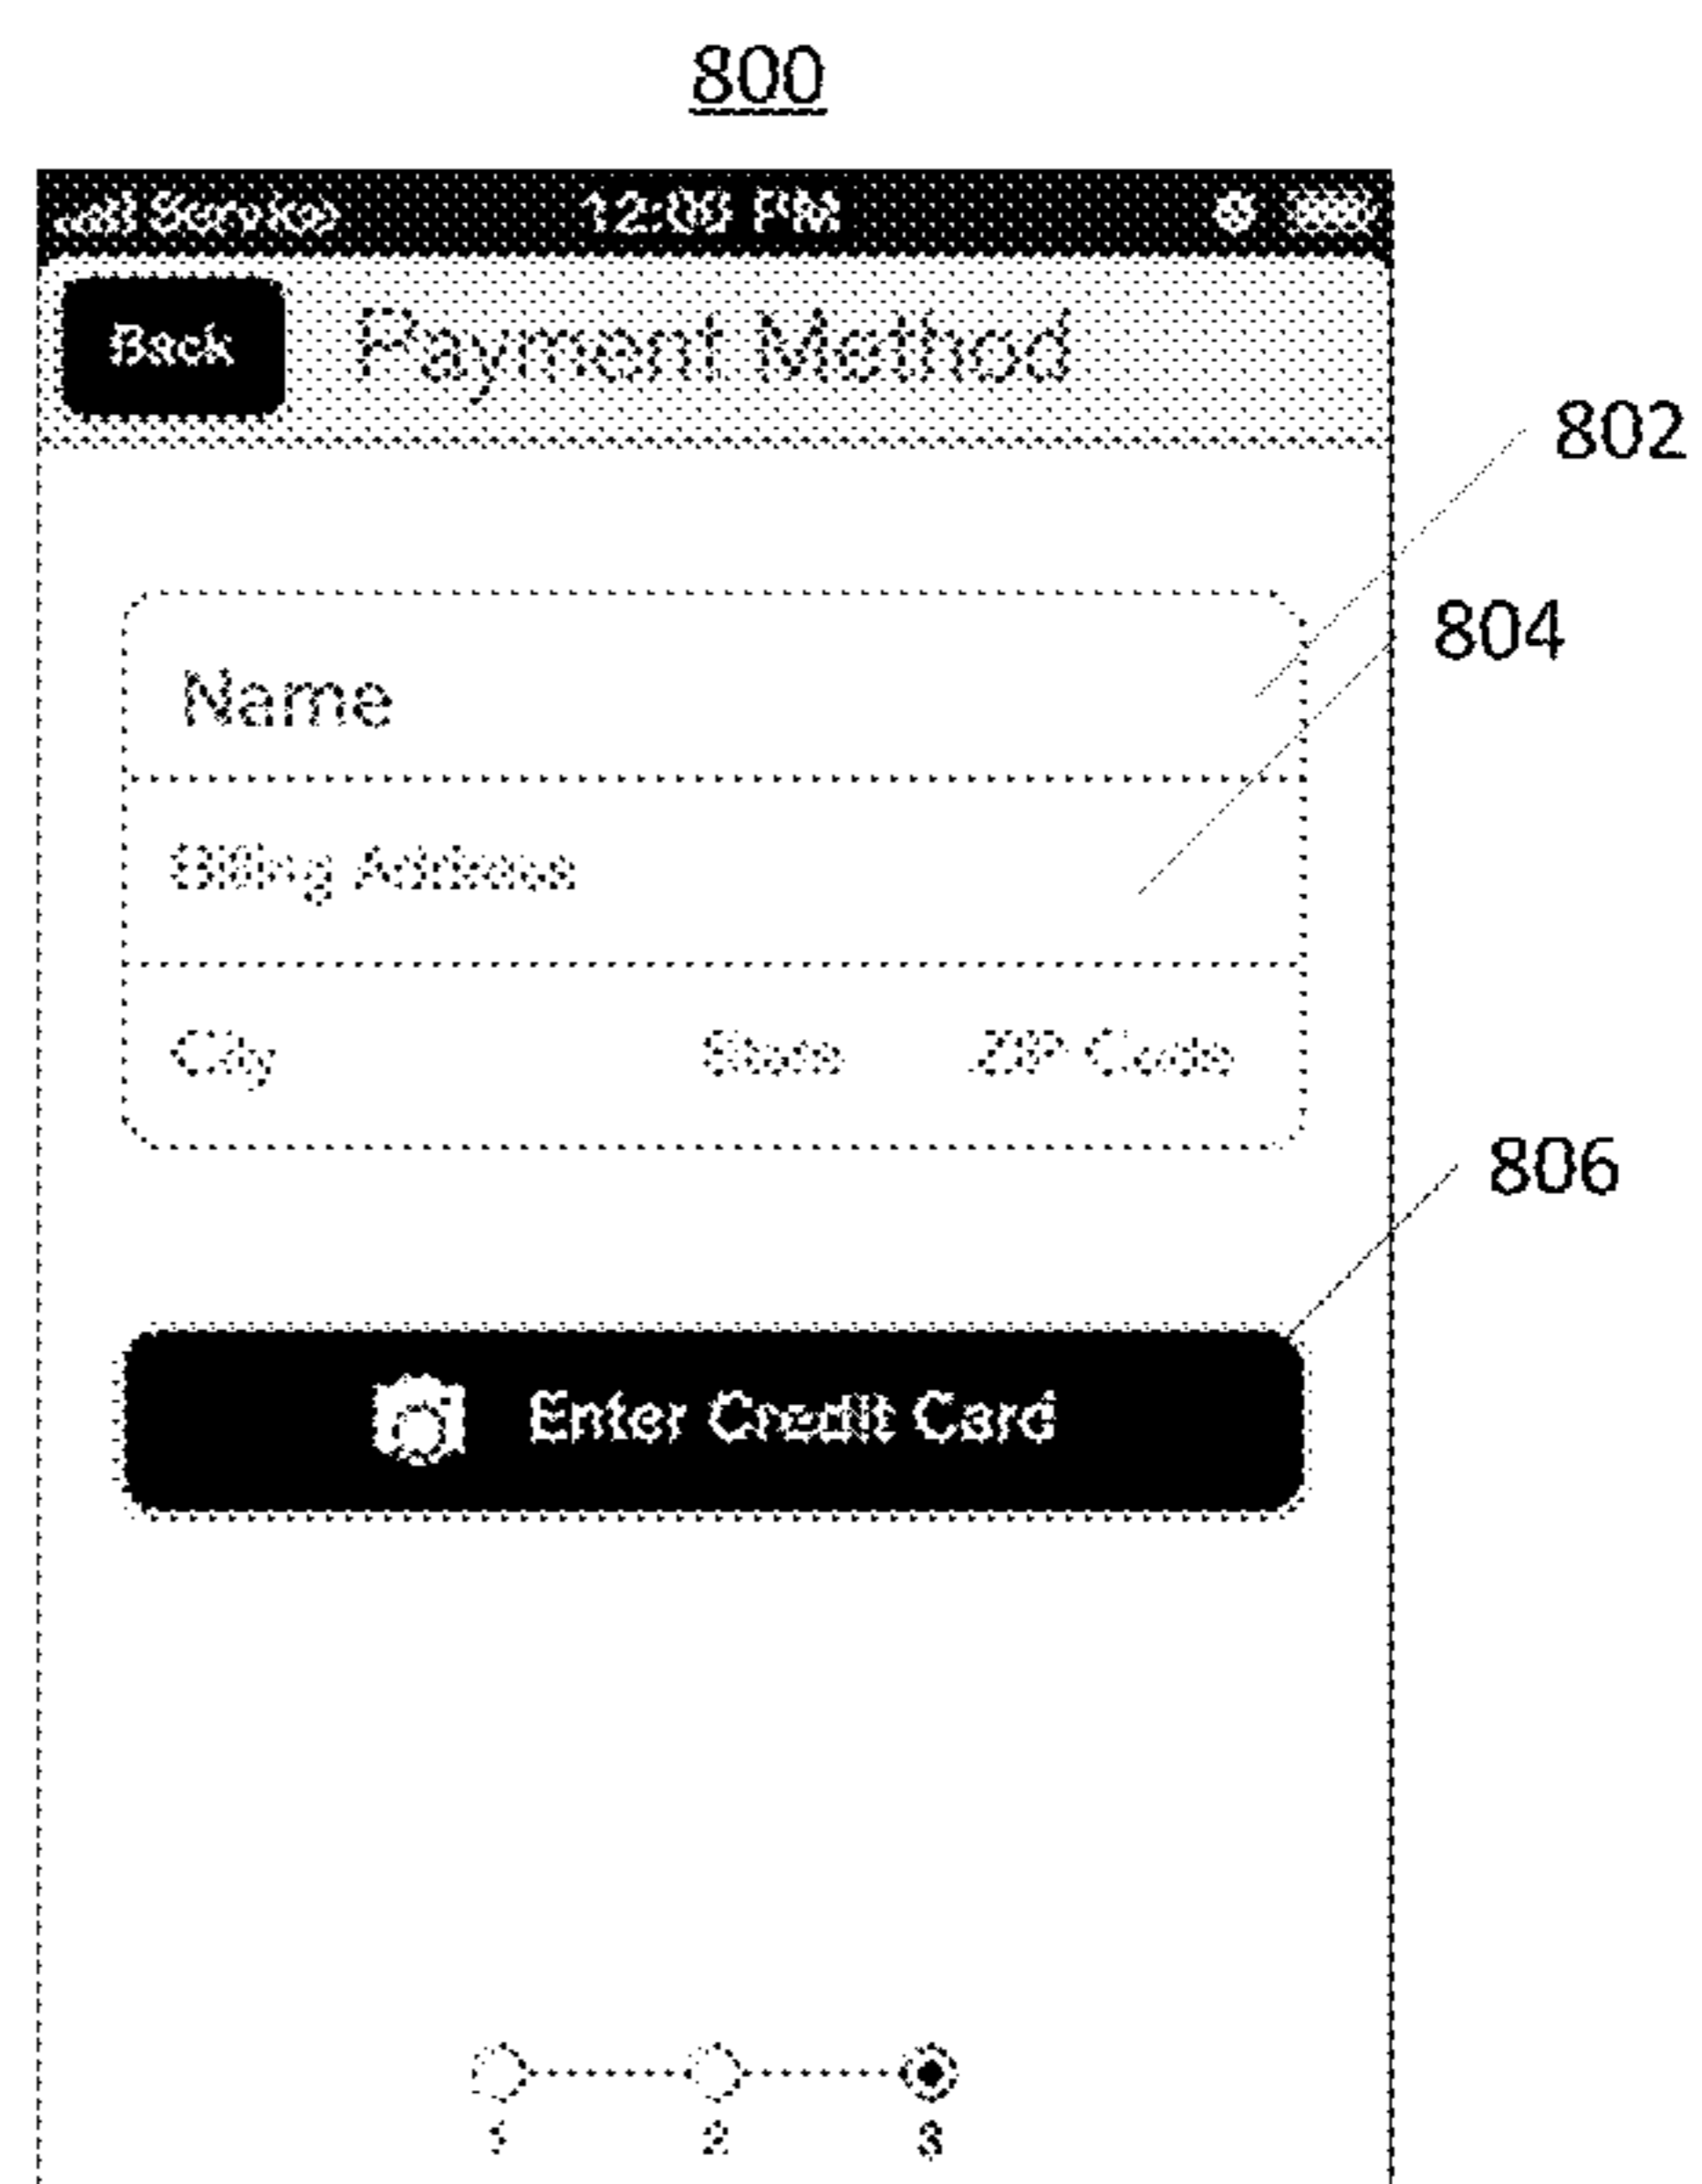 800
Service 12:00 PM
Back Payment Method
802
804
Name
Billing Address
City State ZIP Code
806
Enter Credit Card
1 2 3